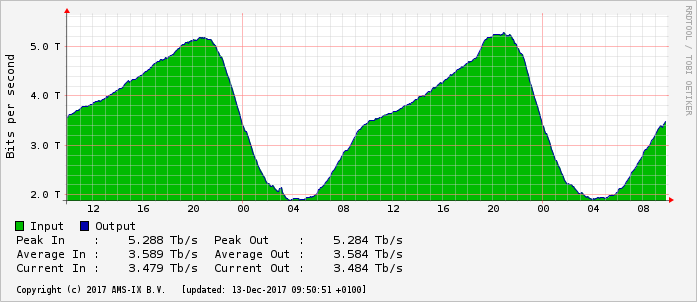 RRDTOOL / TOBI OETIKER
Bits per second
5.0 T
4.0 T
3.0 T
2.0 T
12 16 20 00 04 08 12 16 20 00 04 08
Input Output
Peak In : 5.288 Tb/s Peak Out : 5.284 Tb/s
Average In : 3.589 Tb/s Average Out : 3.584 Tb/s
Current In : 3.479 Tb/s Current Out : 3.484 Tb/s
Copyright (c) 2017 AMS-IX B.V. [updated: 13-Dec-2017 09:50:51 +0100]